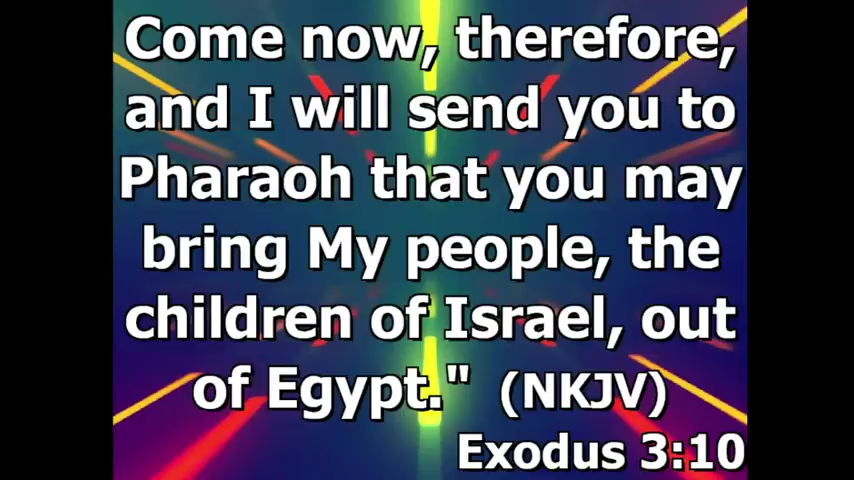 Come now, therefore,
and I will send you to
Pharaoh that you may
bring My people, the
children of Israel, out
of Egypt." (NKJV)
Exodus 3:10